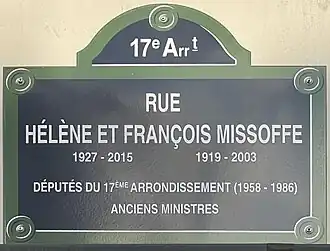 17e Arrt
RUE
HÉLÈNE ET FRANÇOIS MISSOFFE
1927 - 2015 1919 - 2003
DÉPUTÉS DU 17ÈME ARRONDISSEMENT (1958 - 1986)
ANCIENS MINISTRES